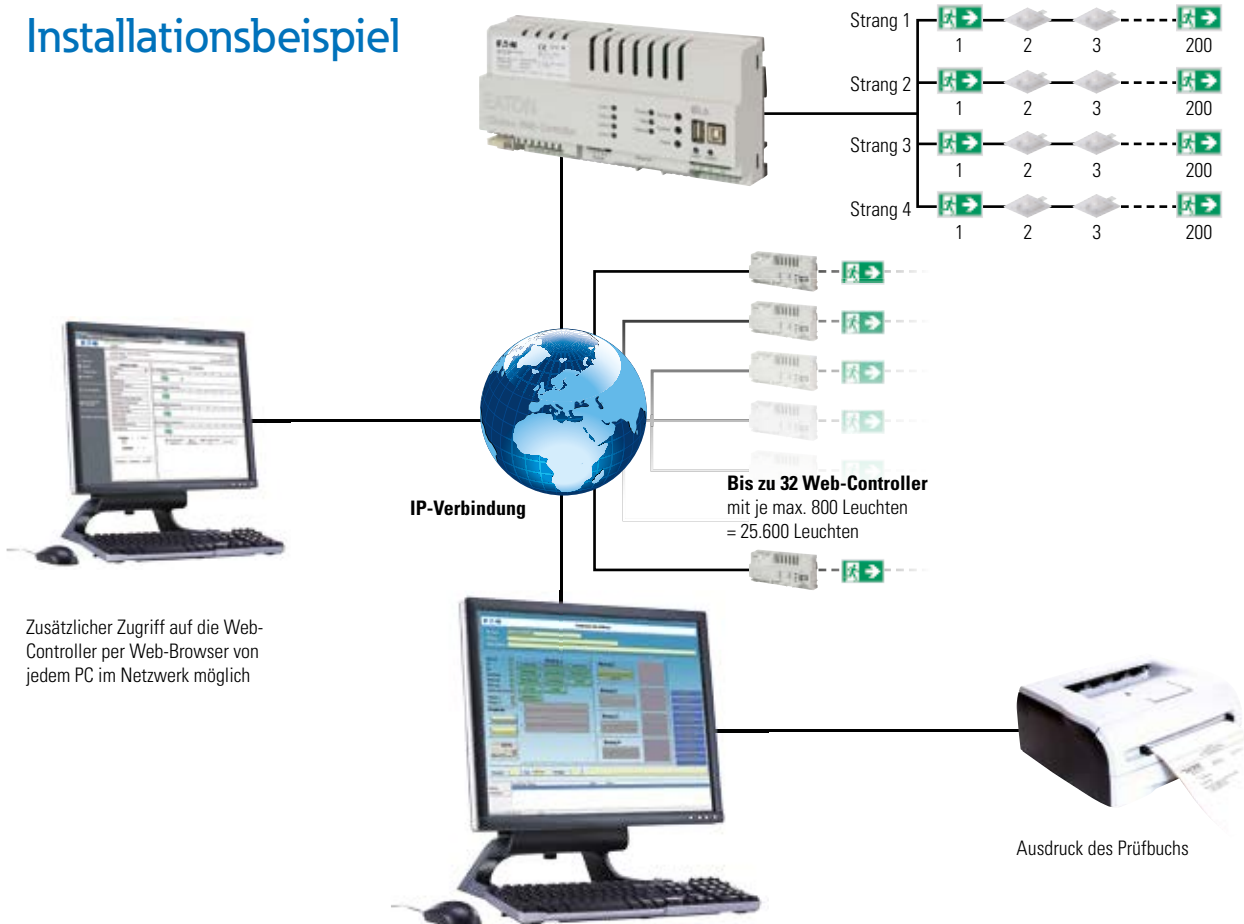 Installationsbeispiel
EATON
Strang 1
1 2 3 200
Strang 2
1 2 3 200
Strang 3
1 2 3 200
Strang 4
1 2 3 200
IP-Verbindung
Bis zu 32 Web-Controller
mit je max. 800 Leuchten
= 25.600 Leuchten
Zusätzlicher Zugriff auf die Web-
Controller per Web-Browser von
jedem PC im Netzwerk möglich
Ausdruck des Prüfbuchs